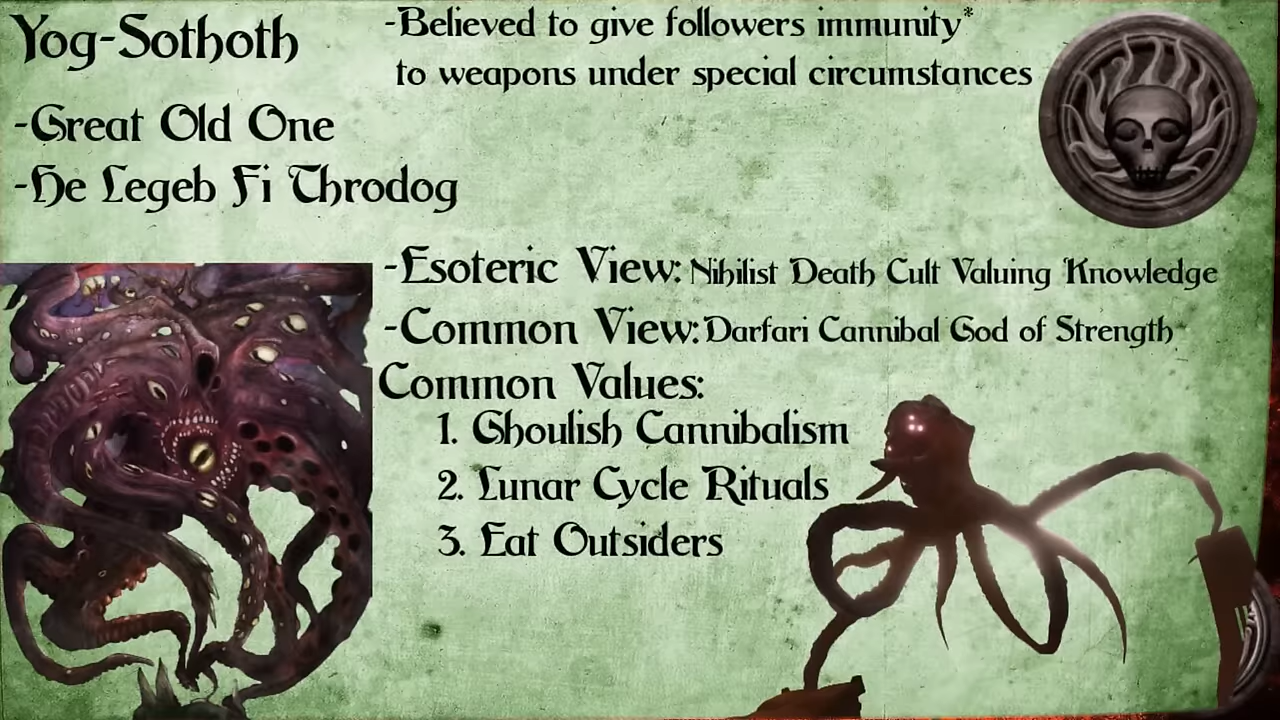 Yog-Sothoth
-Great Old One
-He Legeb Fi Throdog
-Believed to give followers immunity*
to weapons under special circumstances
-Esoteric View: Nihilist Death Cult Valuing Knowledge
-Common View: Darfari Cannibal God of Strength
Common Values:
1. Ghoulish Cannibalism
2. Lunar Cycle Rituals
3. Eat Outsiders